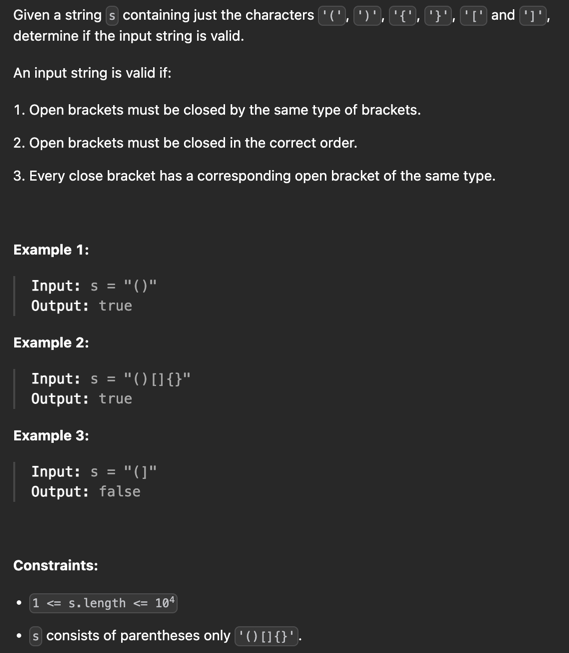 Given a string s containing just the characters '(', ')', '{', '}', '[' and ']',
determine if the input string is valid.
An input string is valid if:
1. Open brackets must be closed by the same type of brackets.
2. Open brackets must be closed in the correct order.
3. Every close bracket has a corresponding open bracket of the same type.
Example 1:
Input: s = "()"
Output: true
Example 2:
Input: s = "()[]{}"
Output: true
Example 3:
Input: s = "(]"
Output: false
Constraints:
• 1 <= s.length <= 10⁴
• s consists of parentheses only '()[]{}'.